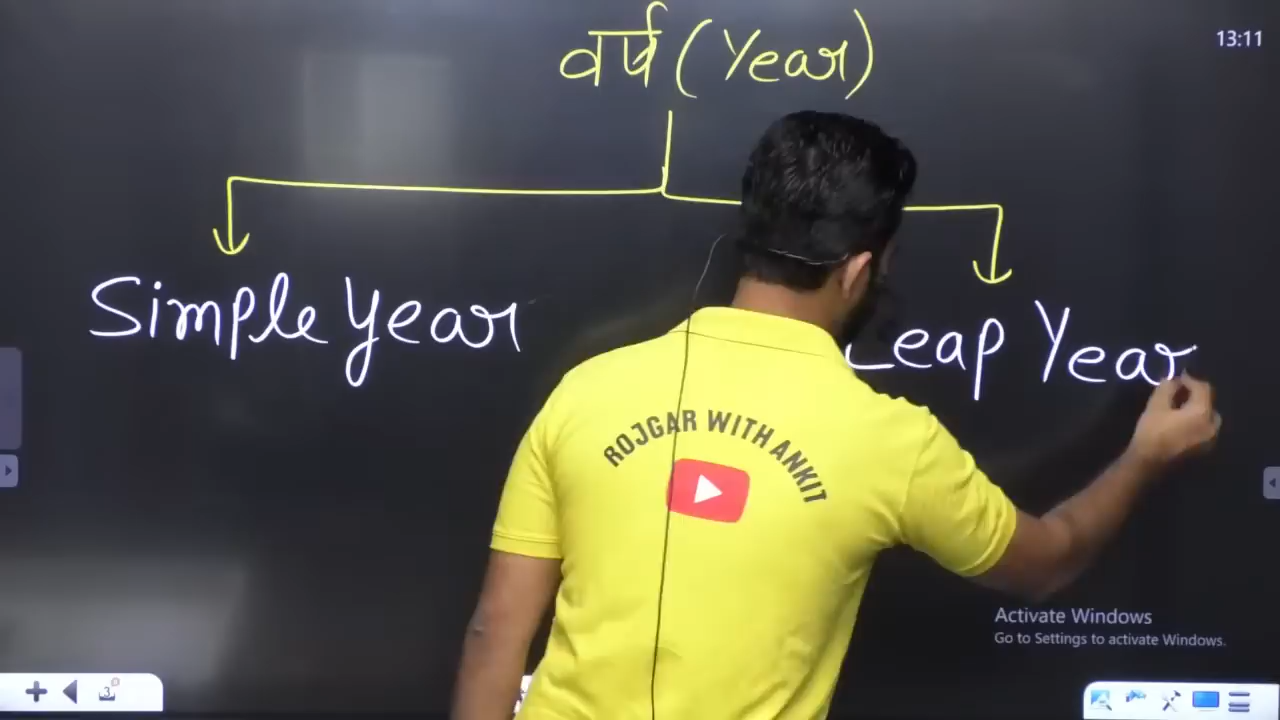 वर्ष (Year)
13:11
Simple Year
Leap Year
ROJGAR WITH ANKIT
Activate Windows
Go to Settings to activate Windows.
3